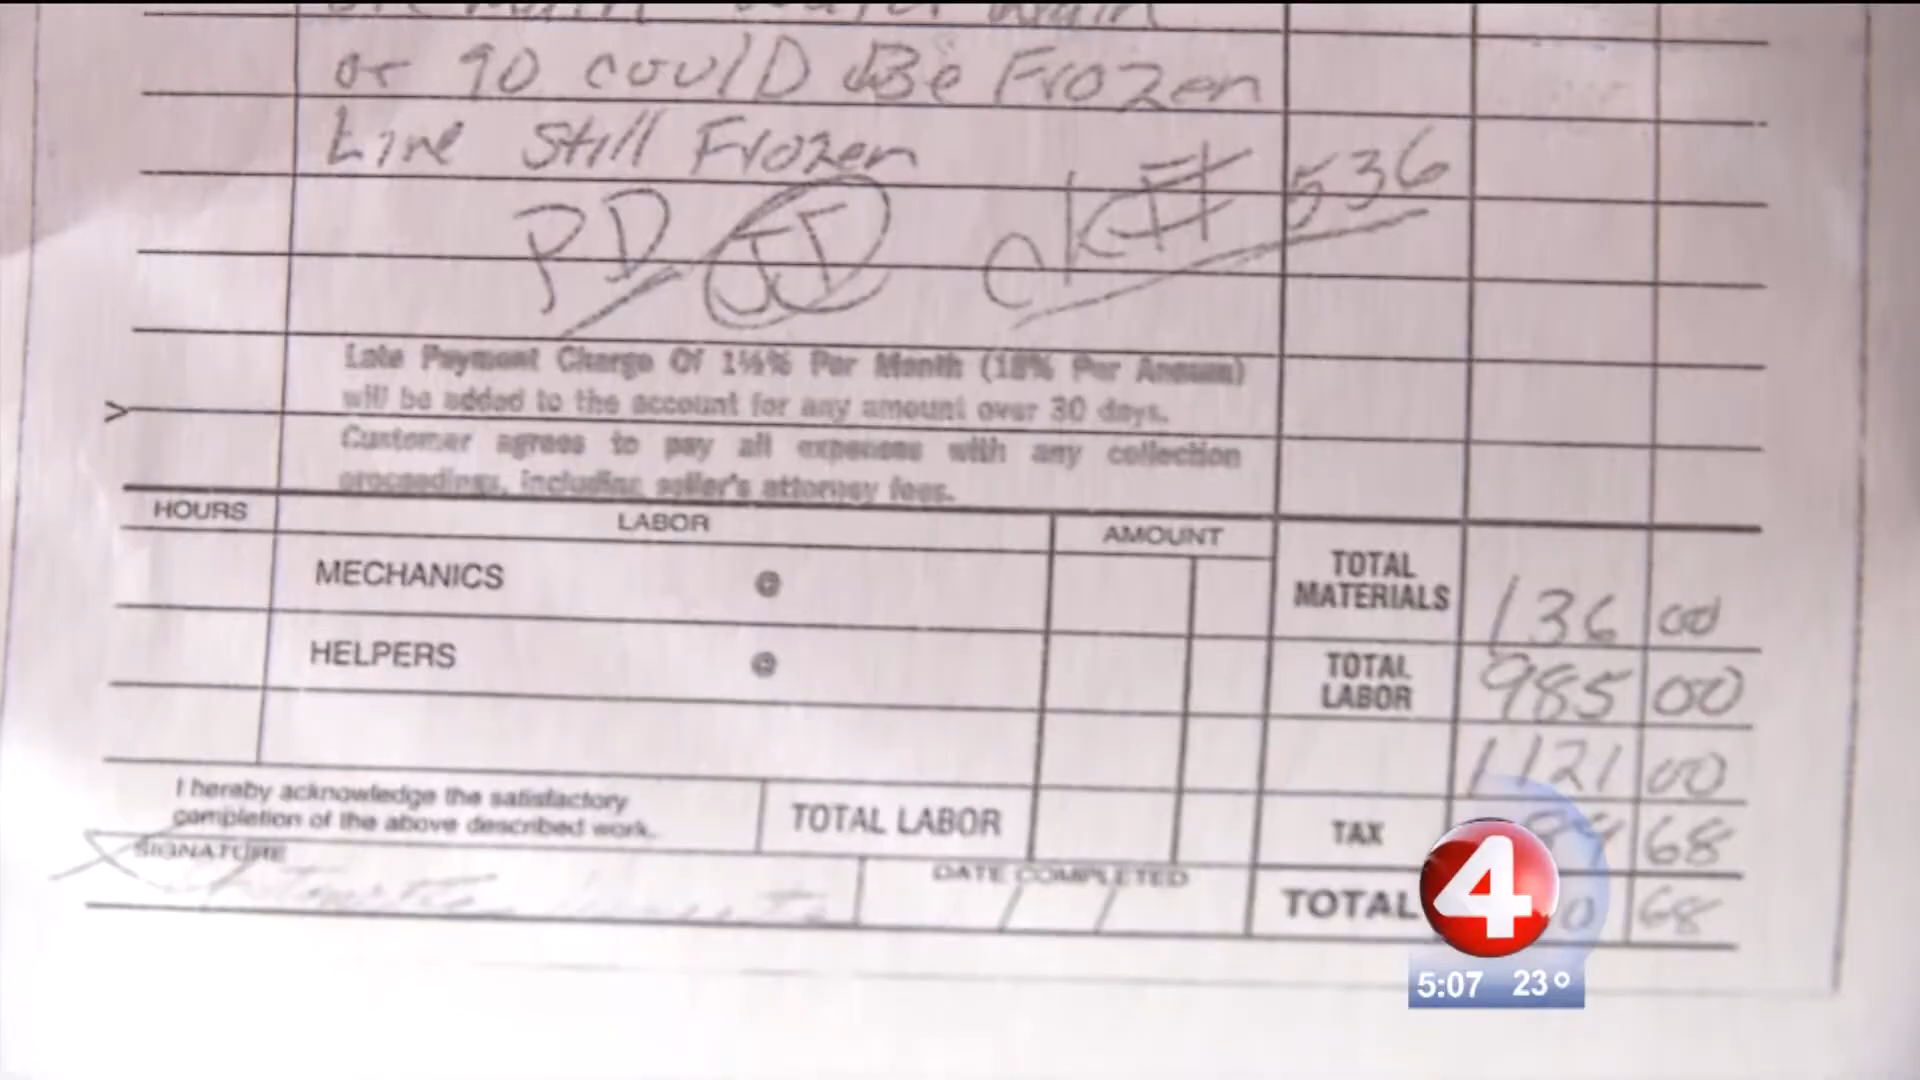 or 90 could Be Frozen
Line Still Frozen
PD JD CK# 536
Late Payment Charge Of 1½% Per Month (18% Per Annum)
will be added to the account for any amount over 30 days.
Customer agrees to pay all expenses with any collection
proceedings, including seller's attorney fees.
HOURS LABOR AMOUNT
MECHANICS @ TOTAL MATERIALS 136 00
HELPERS @ TOTAL LABOR 985 00
1121 00
I hereby acknowledge the satisfactory
completion of the above described work.
TOTAL LABOR TAX 68
SIGNATURE DATE COMPLETED / / TOTAL 68
4
5:07 23°